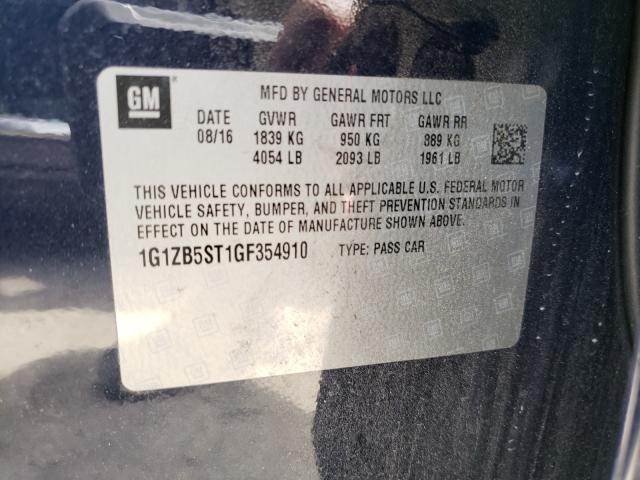 GM
MFD BY GENERAL MOTORS LLC
DATE GVWR GAWR FRT GAWR RR
08/16 1839 KG 950 KG 889 KG
4054 LB 2093 LB 1961 LB
THIS VEHICLE CONFORMS TO ALL APPLICABLE U.S. FEDERAL MOTOR
VEHICLE SAFETY, BUMPER, AND THEFT PREVENTION STANDARDS IN
EFFECT ON THE DATE OF MANUFACTURE SHOWN ABOVE.
1G1ZB5ST1GF354910 TYPE: PASS CAR